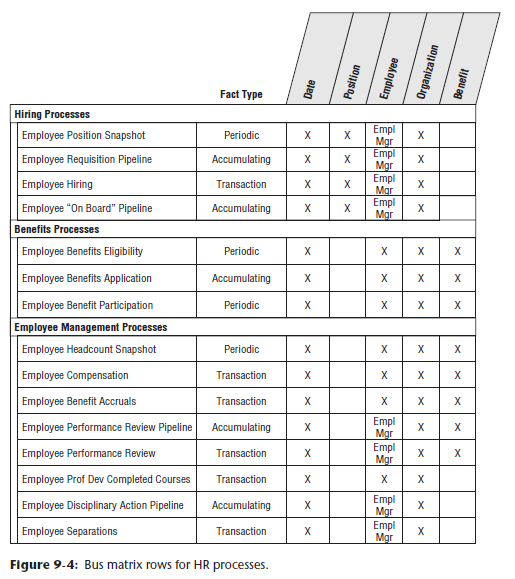 Fact Type Date Position Employee Organization Benefit
Hiring Processes
Employee Position Snapshot Periodic X X Empl Mgr X
Employee Requisition Pipeline Accumulating X X Empl Mgr X
Employee Hiring Transaction X X Empl Mgr X
Employee “On Board” Pipeline Accumulating X X Empl Mgr X
Benefits Processes
Employee Benefits Eligibility Periodic X X X X
Employee Benefits Application Accumulating X X X X
Employee Benefit Participation Periodic X X X X
Employee Management Processes
Employee Headcount Snapshot Periodic X X X X
Employee Compensation Transaction X X X X
Employee Benefit Accruals Transaction X X X X
Employee Performance Review Pipeline Accumulating X Empl Mgr X X
Employee Performance Review Transaction X Empl Mgr X X
Employee Prof Dev Completed Courses Transaction X X X
Employee Disciplinary Action Pipeline Accumulating X Empl Mgr X
Employee Separations Transaction X Empl Mgr X
Figure 9-4: Bus matrix rows for HR processes.